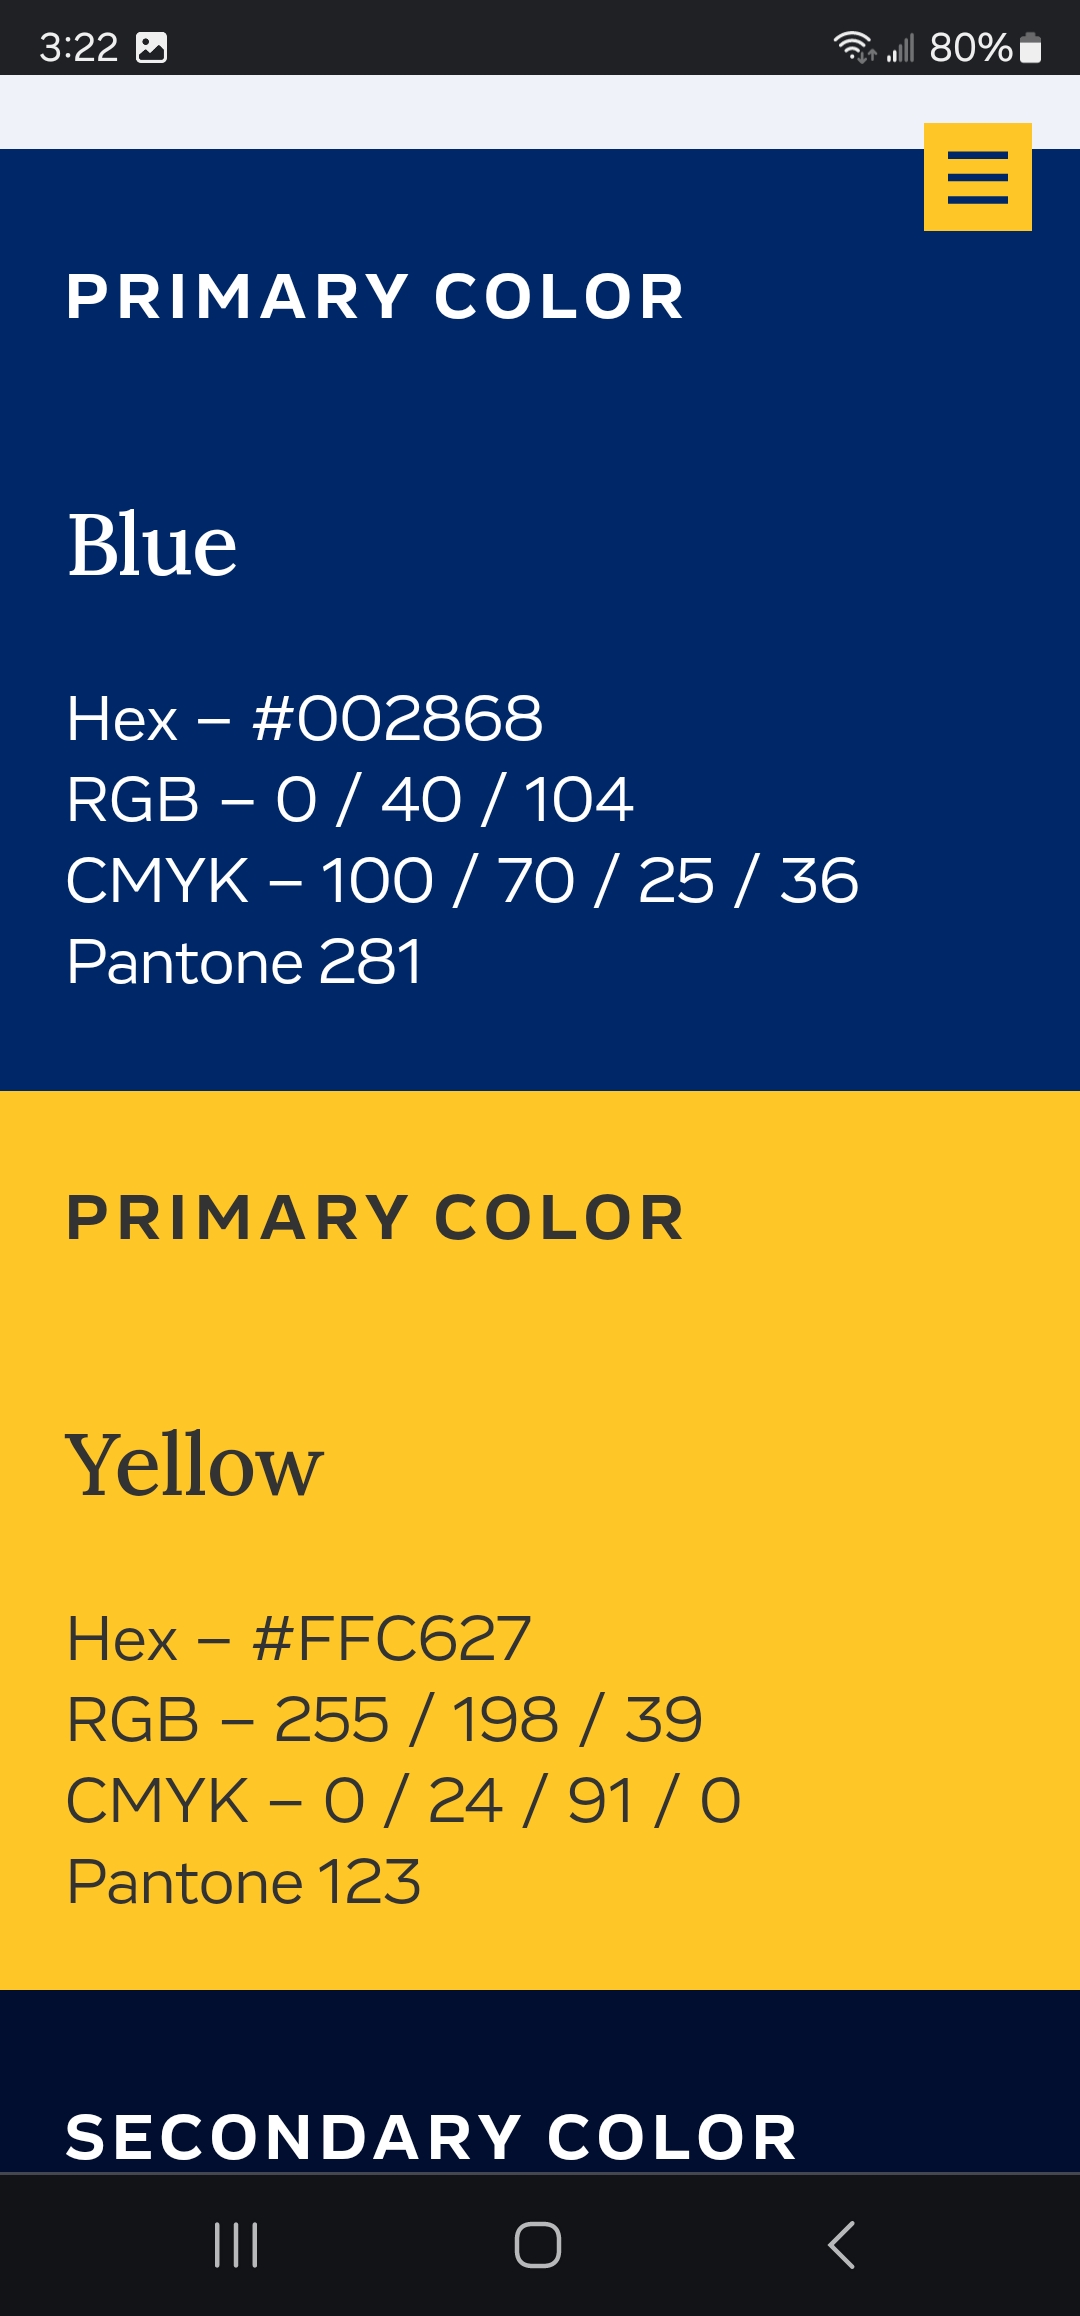 3:22
80%
PRIMARY COLOR
Blue
Hex – #002868
RGB – 0 / 40 / 104
CMYK – 100 / 70 / 25 / 36
Pantone 281
PRIMARY COLOR
Yellow
Hex – #FFC627
RGB – 255 / 198 / 39
CMYK – 0 / 24 / 91 / 0
Pantone 123
SECONDARY COLOR